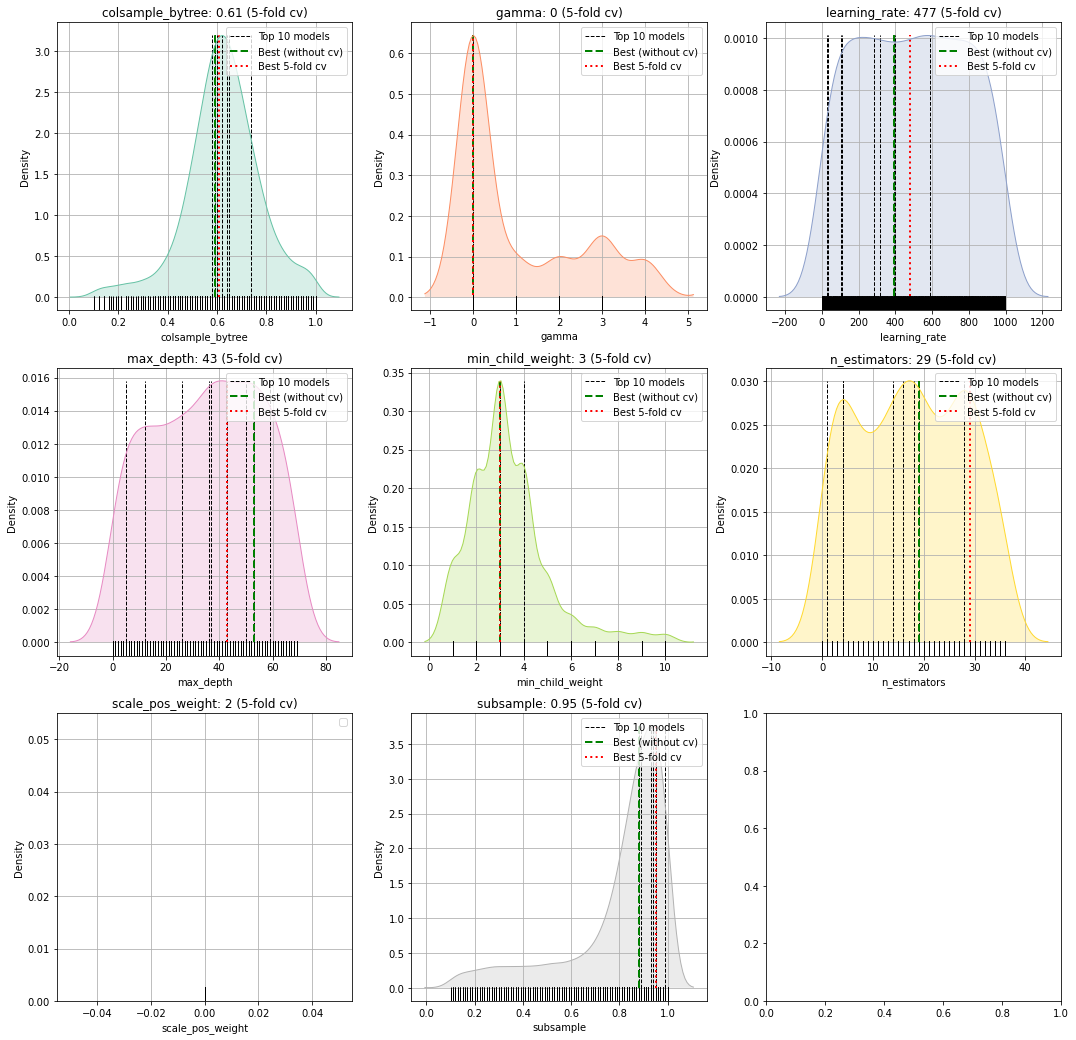 colsample_bytree: 0.61 (5-fold cv)
Top 10 models
Best (without cv)
Best 5-fold cv
Density
3.0
2.5
2.0
1.5
1.0
0.5
0.0
0.0 0.2 0.4 0.6 0.8 1.0
colsample_bytree
gamma: 0 (5-fold cv)
Top 10 models
Best (without cv)
Best 5-fold cv
Density
0.6
0.5
0.4
0.3
0.2
0.1
0.0
−1 0 1 2 3 4 5
gamma
learning_rate: 477 (5-fold cv)
Top 10 models
Best (without cv)
Best 5-fold cv
Density
0.0010
0.0008
0.0006
0.0004
0.0002
0.0000
−200 0 200 400 600 800 1000 1200
learning_rate
max_depth: 43 (5-fold cv)
Top 10 models
Best (without cv)
Best 5-fold cv
Density
0.016
0.014
0.012
0.010
0.008
0.006
0.004
0.002
0.000
−20 0 20 40 60 80
max_depth
min_child_weight: 3 (5-fold cv)
Top 10 models
Best (without cv)
Best 5-fold cv
Density
0.35
0.30
0.25
0.20
0.15
0.10
0.05
0.00
0 2 4 6 8 10
min_child_weight
n_estimators: 29 (5-fold cv)
Top 10 models
Best (without cv)
Best 5-fold cv
Density
0.030
0.025
0.020
0.015
0.010
0.005
0.000
−10 0 10 20 30 40
n_estimators
scale_pos_weight: 2 (5-fold cv)
Density
0.05
0.04
0.03
0.02
0.01
0.00
−0.04 −0.02 0.00 0.02 0.04
scale_pos_weight
subsample: 0.95 (5-fold cv)
Top 10 models
Best (without cv)
Best 5-fold cv
Density
3.5
3.0
2.5
2.0
1.5
1.0
0.5
0.0
0.0 0.2 0.4 0.6 0.8 1.0
subsample
1.0
0.8
0.6
0.4
0.2
0.0
0.0 0.2 0.4 0.6 0.8 1.0